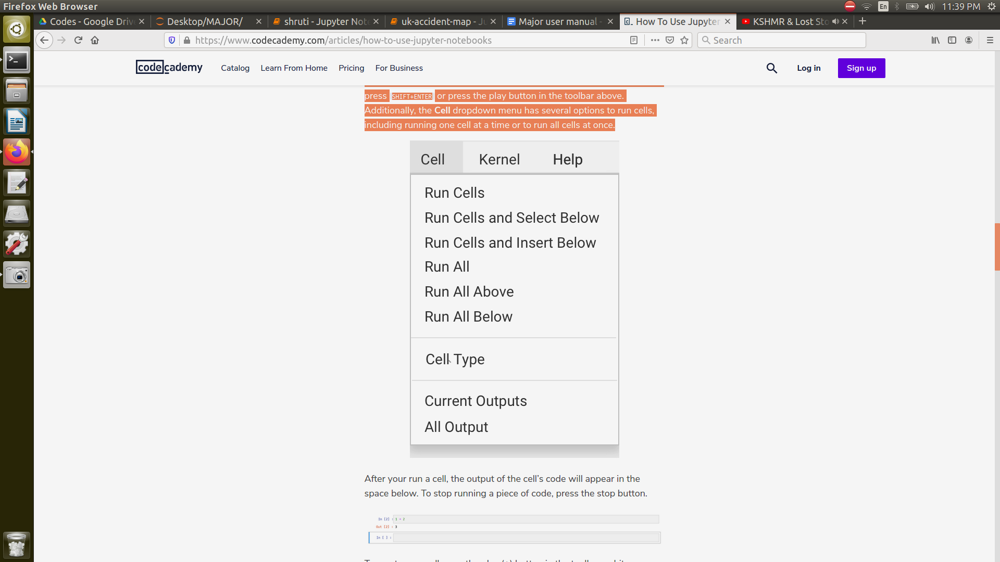 Firefox Web Browser
En
11:39 PM
Codes - Google Driv
Desktop/MAJOR/
shruti - Jupyter Not
uk-accident-map - Ju
Major user manual -
How To Use Jupyter
KSHMR & Lost Sto
https://www.codecademy.com/articles/how-to-use-jupyter-notebooks
Search
codecademy
Catalog
Learn From Home
Pricing
For Business
Log in
Sign up
press SHIFT+ENTER or press the play button in the toolbar above.
Additionally, the Cell dropdown menu has several options to run cells,
including running one cell at a time or to run all cells at once.
Cell
Kernel
Help
Run Cells
Run Cells and Select Below
Run Cells and Insert Below
Run All
Run All Above
Run All Below
Cell Type
Current Outputs
All Output
After your run a cell, the output of the cell's code will appear in the
space below. To stop running a piece of code, press the stop button.
In [2] : 1 + 2
Out [2] : 3
In [ ] :